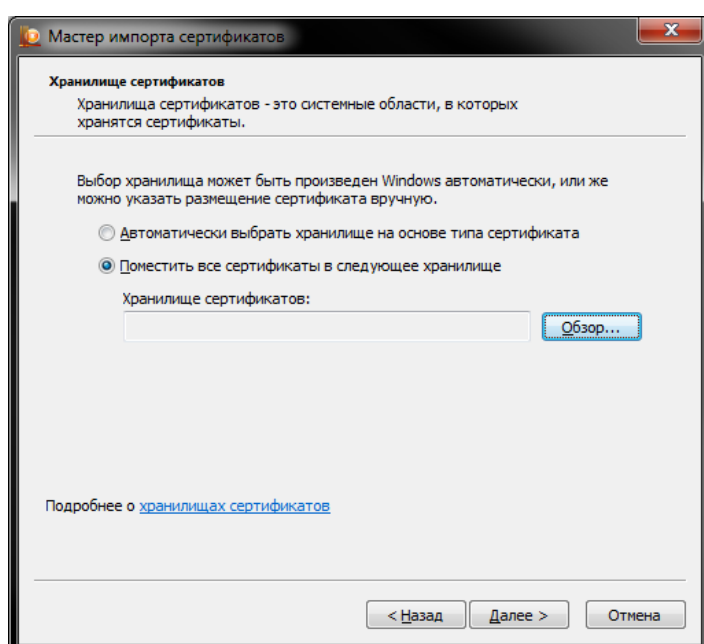 Мастер импорта сертификатов
Хранилище сертификатов
Хранилища сертификатов - это системные области, в которых
хранятся сертификаты.
Выбор хранилища может быть произведен Windows автоматически, или же
можно указать размещение сертификата вручную.
Автоматически выбрать хранилище на основе типа сертификата
Поместить все сертификаты в следующее хранилище
Хранилище сертификатов:
Обзор...
Подробнее о хранилищах сертификатов
< Назад Далее > Отмена